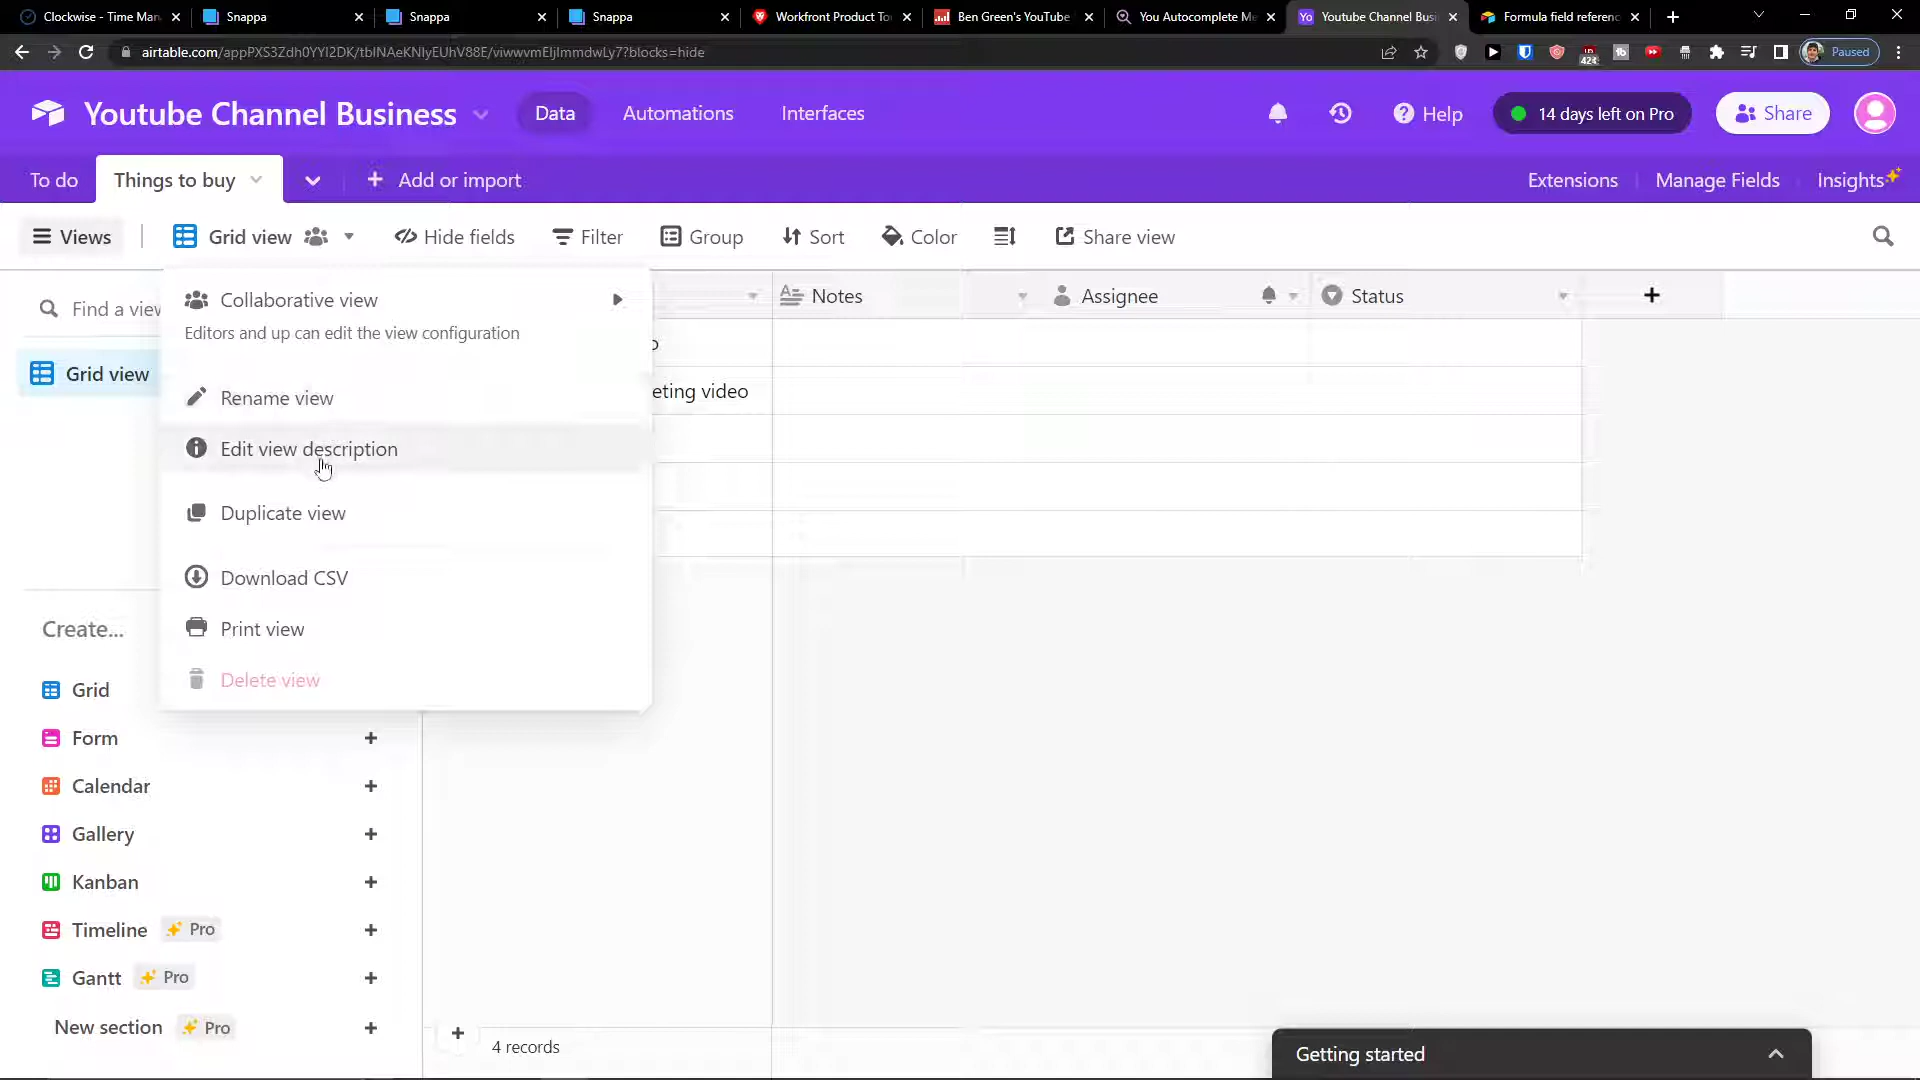 Clockwise - Time Man
Snappa
Snappa
Snappa
Workfront Product To
Ben Green's YouTube
You Autocomplete Me
Yo
Youtube Channel Busi
Formula field referenc
airtable.com/appPXS3Zdh0YYl2DK/tblNAeKNlyEUhV88E/viwwvmEljlmmdwLy7?blocks=hide
424
Paused
Youtube Channel Business
Data
Automations
Interfaces
Help
14 days left on Pro
Share
To do
Things to buy
Add or import
Extensions
Manage Fields
Insights
Views
Grid view
Hide fields
Filter
Group
Sort
Color
Share view
Find a view
Collaborative view
Editors and up can edit the view configuration
Notes
Assignee
Status
Grid view
Rename view
eting video
Edit view description
Duplicate view
Download CSV
Print view
Delete view
Create...
Grid
Form
Calendar
Gallery
Kanban
Timeline
Pro
Gantt
Pro
New section
Pro
4 records
Getting started